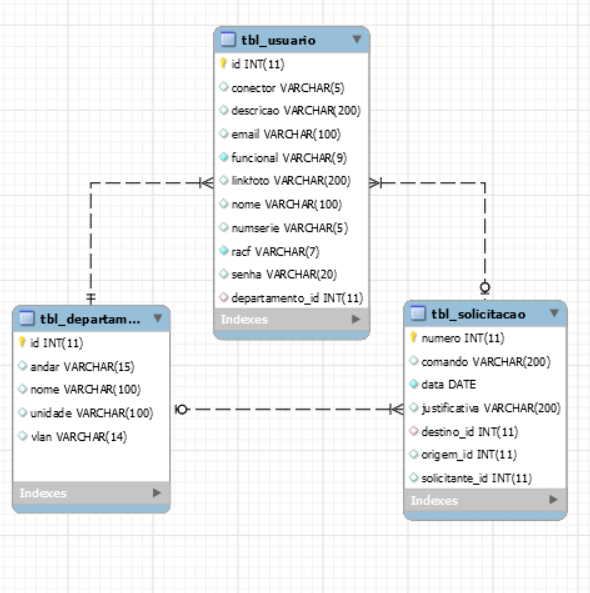 tbl_usuario
id INT(11)
conector VARCHAR(5)
descricao VARCHAR(200)
email VARCHAR(100)
funcional VARCHAR(9)
linkfoto VARCHAR(200)
nome VARCHAR(100)
numserie VARCHAR(5)
racf VARCHAR(7)
senha VARCHAR(20)
departamento_id INT(11)
Indexes
tbl_departam...
id INT(11)
andar VARCHAR(15)
nome VARCHAR(100)
unidade VARCHAR(100)
vlan VARCHAR(14)
Indexes
tbl_solicitacao
numero INT(11)
comando VARCHAR(200)
data DATE
justificativa VARCHAR(200)
destino_id INT(11)
origem_id INT(11)
solicitante_id INT(11)
Indexes